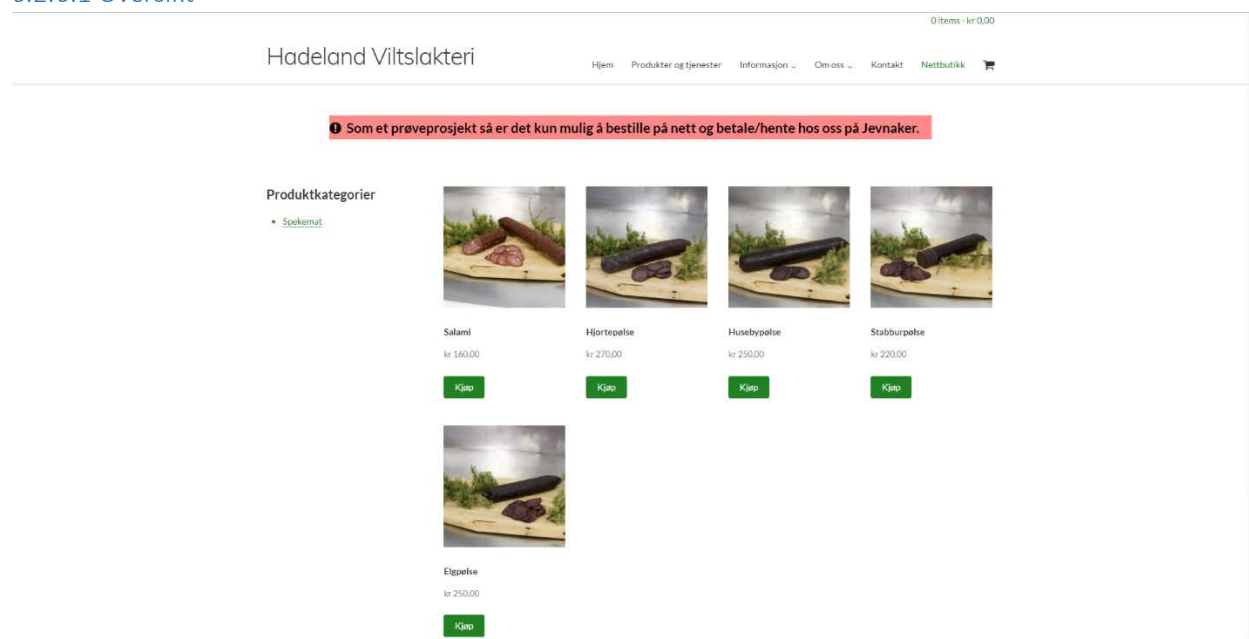 0 items - kr 0,00
Hadeland Viltslakteri
Hjem Produkter og tjenester Informasjon Om oss Kontakt Nettbutikk
Som et prøveprosjekt så er det kun mulig å bestille på nett og betale/hente hos oss på Jevnaker.
Produktkategorier
• Spekemat
Salami Hjortepølse Husebypølse Stabburpølse
kr 160,00 kr 270,00 kr 250,00 kr 220,00
Kjøp Kjøp Kjøp Kjøp
Elgpølse
kr 250,00
Kjøp